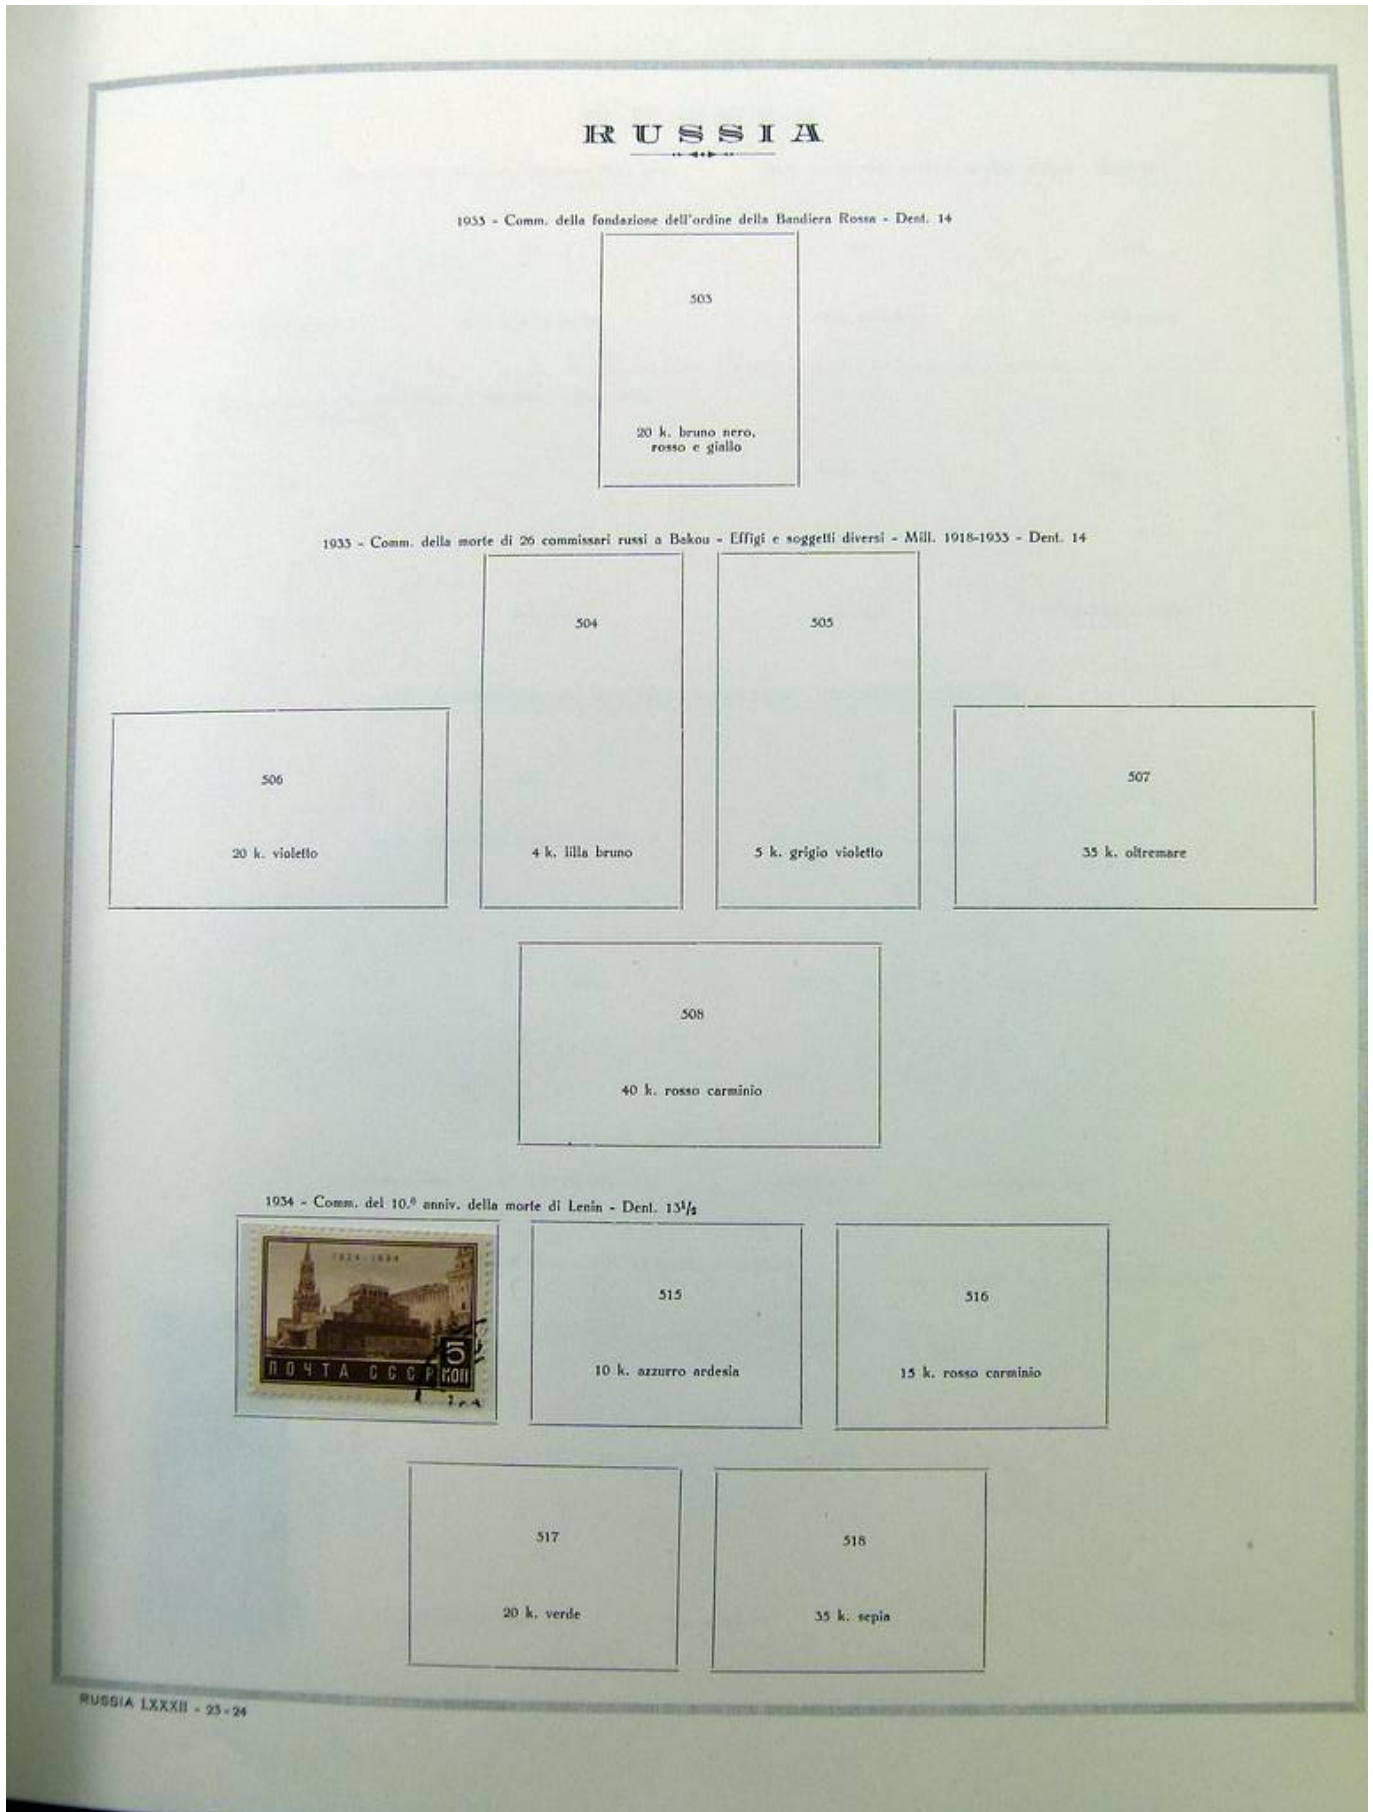 RUSSIA
1933 - Comm. della fondazione dell'ordine della Bandiera Rossa - Dent. 14
503
20 k. bruno nero,
rosso e giallo
1933 - Comm. della morte di 26 commissari russi a Bakou - Effigi e soggetti diversi - Mill. 1918-1933 - Dent. 14
504
505
506
507
20 k. violetto
4 k. lilla bruno
5 k. grigio violetto
35 k. oltremare
508
40 k. rosso carminio
1934 - Comm. del 10.º anniv. della morte di Lenin - Dent. 13½
1924-1934
5
КОП
ПОЧТА СССР
515
516
10 k. azzurro ardesia
15 k. rosso carminio
517
518
20 k. verde
35 k. sepia
RUSSIA LXXXII - 23-24